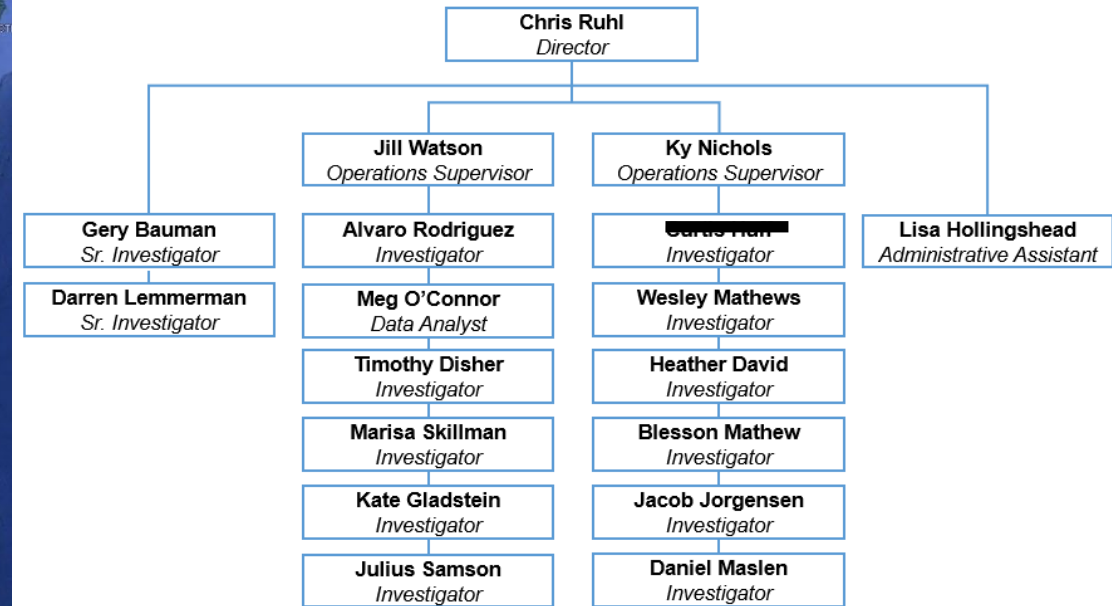 Chris Ruhl
Director
Jill Watson
Operations Supervisor
Ky Nichols
Operations Supervisor
Gery Bauman
Sr. Investigator
Alvaro Rodriguez
Investigator
Investigator
Lisa Hollingshead
Administrative Assistant
Darren Lemmerman
Sr. Investigator
Meg O’Connor
Data Analyst
Wesley Mathews
Investigator
Timothy Disher
Investigator
Heather David
Investigator
Marisa Skillman
Investigator
Blesson Mathew
Investigator
Kate Gladstein
Investigator
Jacob Jorgensen
Investigator
Julius Samson
Investigator
Daniel Maslen
Investigator